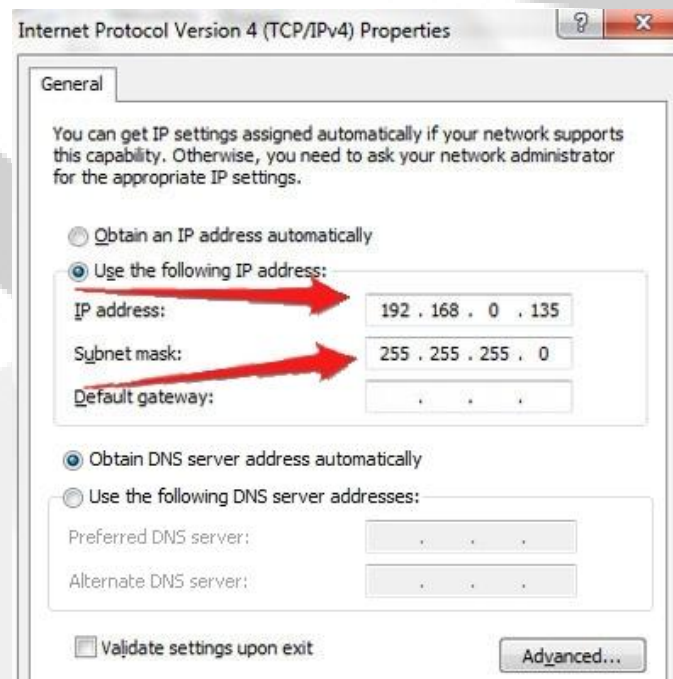 Internet Protocol Version 4 (TCP/IPv4) Properties
General
You can get IP settings assigned automatically if your network supports
this capability. Otherwise, you need to ask your network administrator
for the appropriate IP settings.
Obtain an IP address automatically
Use the following IP address:
IP address: 192 . 168 . 0 . 135
Subnet mask: 255 . 255 . 255 . 0
Default gateway: . . .
Obtain DNS server address automatically
Use the following DNS server addresses:
Preferred DNS server: . . .
Alternate DNS server: . . .
Validate settings upon exit
Advanced...